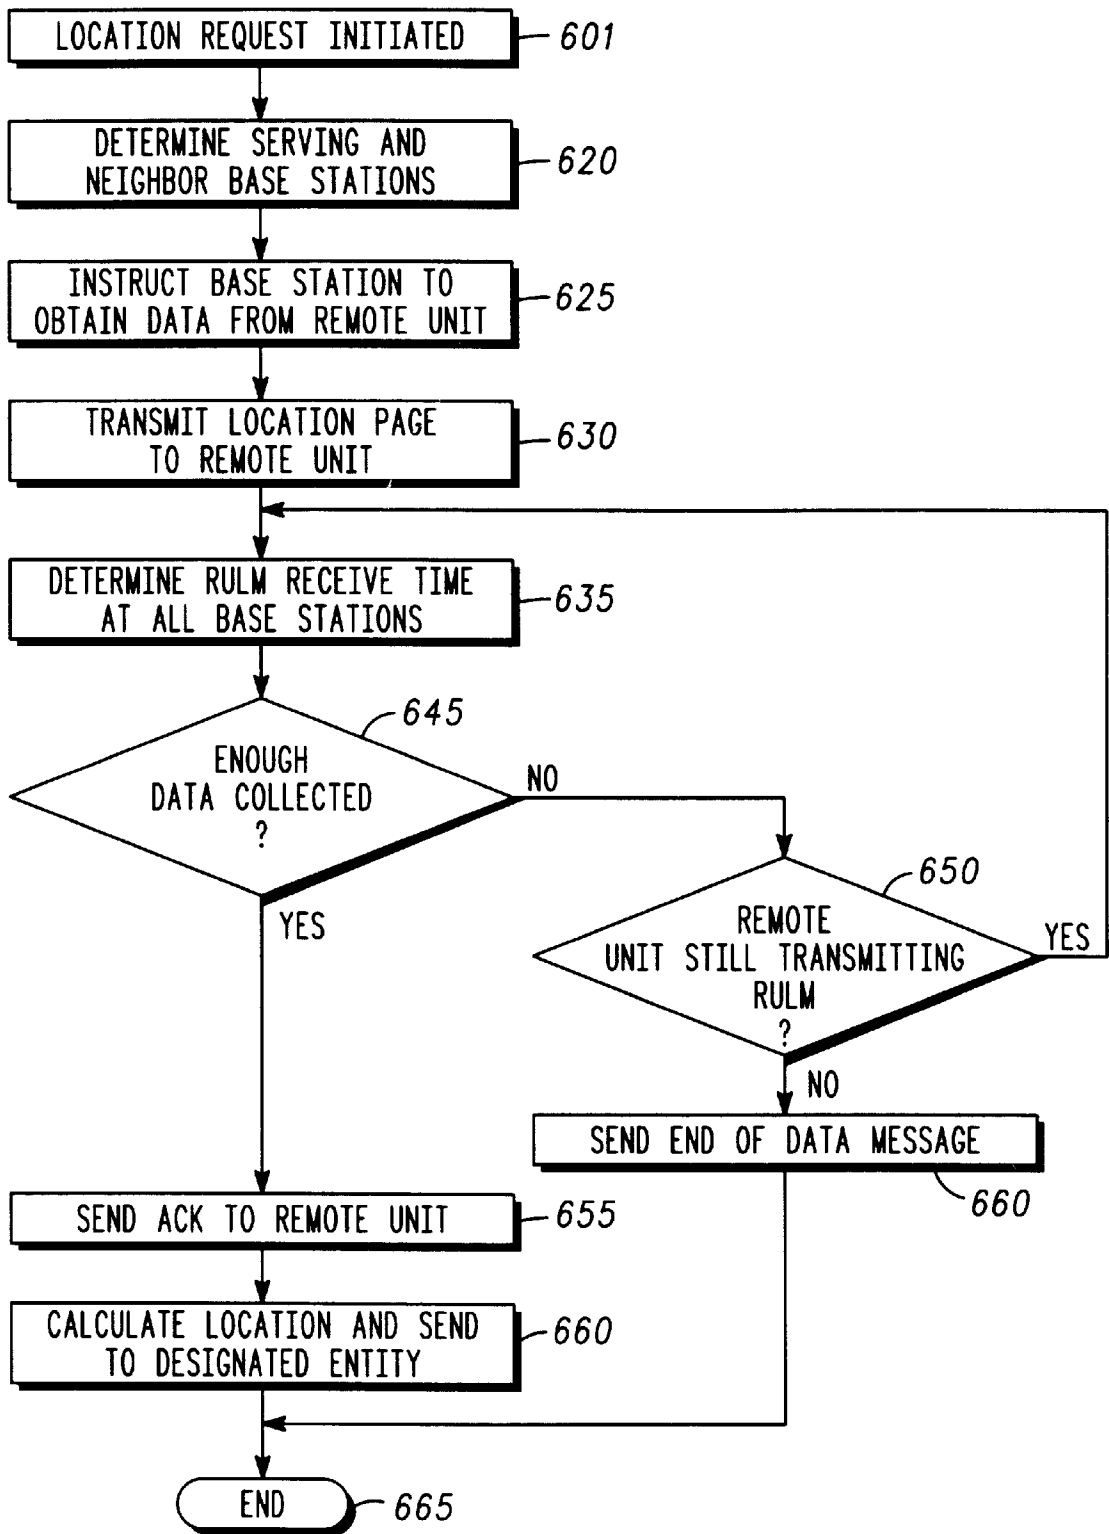 LOCATION REQUEST INITIATED
601
DETERMINE SERVING AND
NEIGHBOR BASE STATIONS
620
INSTRUCT BASE STATION TO
OBTAIN DATA FROM REMOTE UNIT
625
TRANSMIT LOCATION PAGE
TO REMOTE UNIT
630
DETERMINE RULM RECEIVE TIME
AT ALL BASE STATIONS
635
645
ENOUGH
DATA COLLECTED
?
NO
YES
650
REMOTE
UNIT STILL TRANSMITTING
RULM
?
YES
NO
SEND END OF DATA MESSAGE
660
SEND ACK TO REMOTE UNIT
655
CALCULATE LOCATION AND SEND
TO DESIGNATED ENTITY
660
END
665